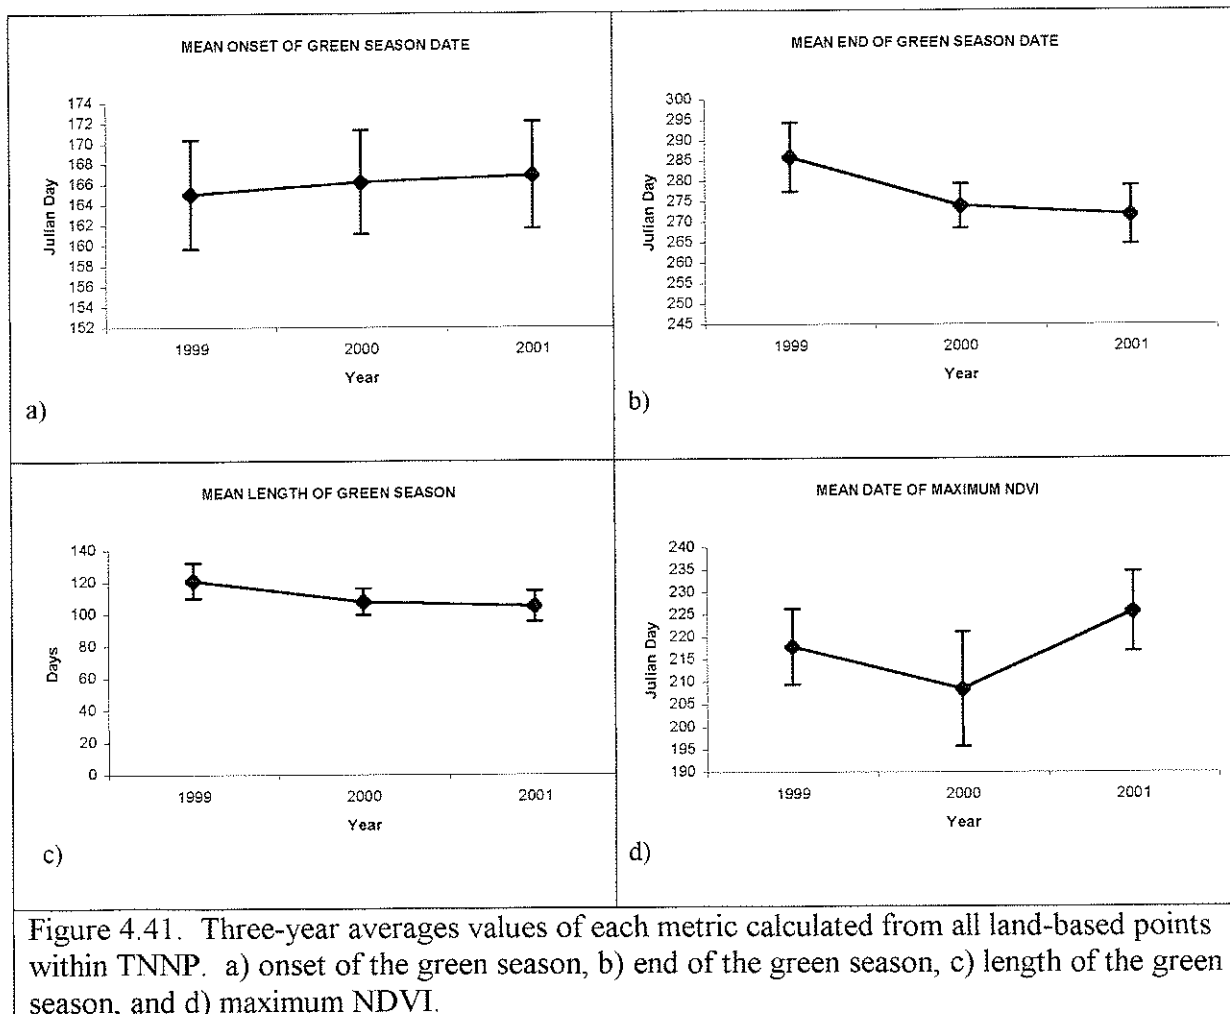 MEAN ONSET OF GREEN SEASON DATE
Julian Day
174
172
170
168
166
164
162
160
158
156
154
152
1999 2000 2001
Year
a)
MEAN END OF GREEN SEASON DATE
Julian Day
300
295
290
285
280
275
270
265
260
255
250
245
1999 2000 2001
Year
b)
MEAN LENGTH OF GREEN SEASON
Days
140
120
100
80
60
40
20
0
1999 2000 2001
Year
c)
MEAN DATE OF MAXIMUM NDVI
Julian Day
240
235
230
225
220
215
210
205
200
195
190
1999 2000 2001
Year
d)
Figure 4.41. Three-year averages values of each metric calculated from all land-based points
within TNNP. a) onset of the green season, b) end of the green season, c) length of the green
season, and d) maximum NDVI.